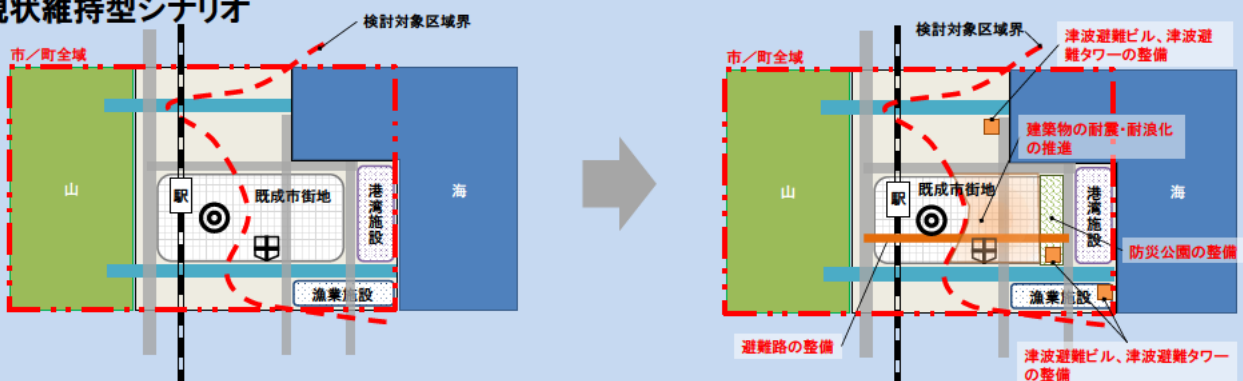 現状維持型シナリオ
検討対象区域界
市／町全域
山
駅
既成市街地
港湾施設
海
漁業施設
検討対象区域界
津波避難ビル、津波避
難タワーの整備
市／町全域
建築物の耐震・耐浪化
の推進
山
駅
既成市街地
港湾施設
海
防災公園の整備
漁業施設
避難路の整備
津波避難ビル、津波避難タワー
の整備